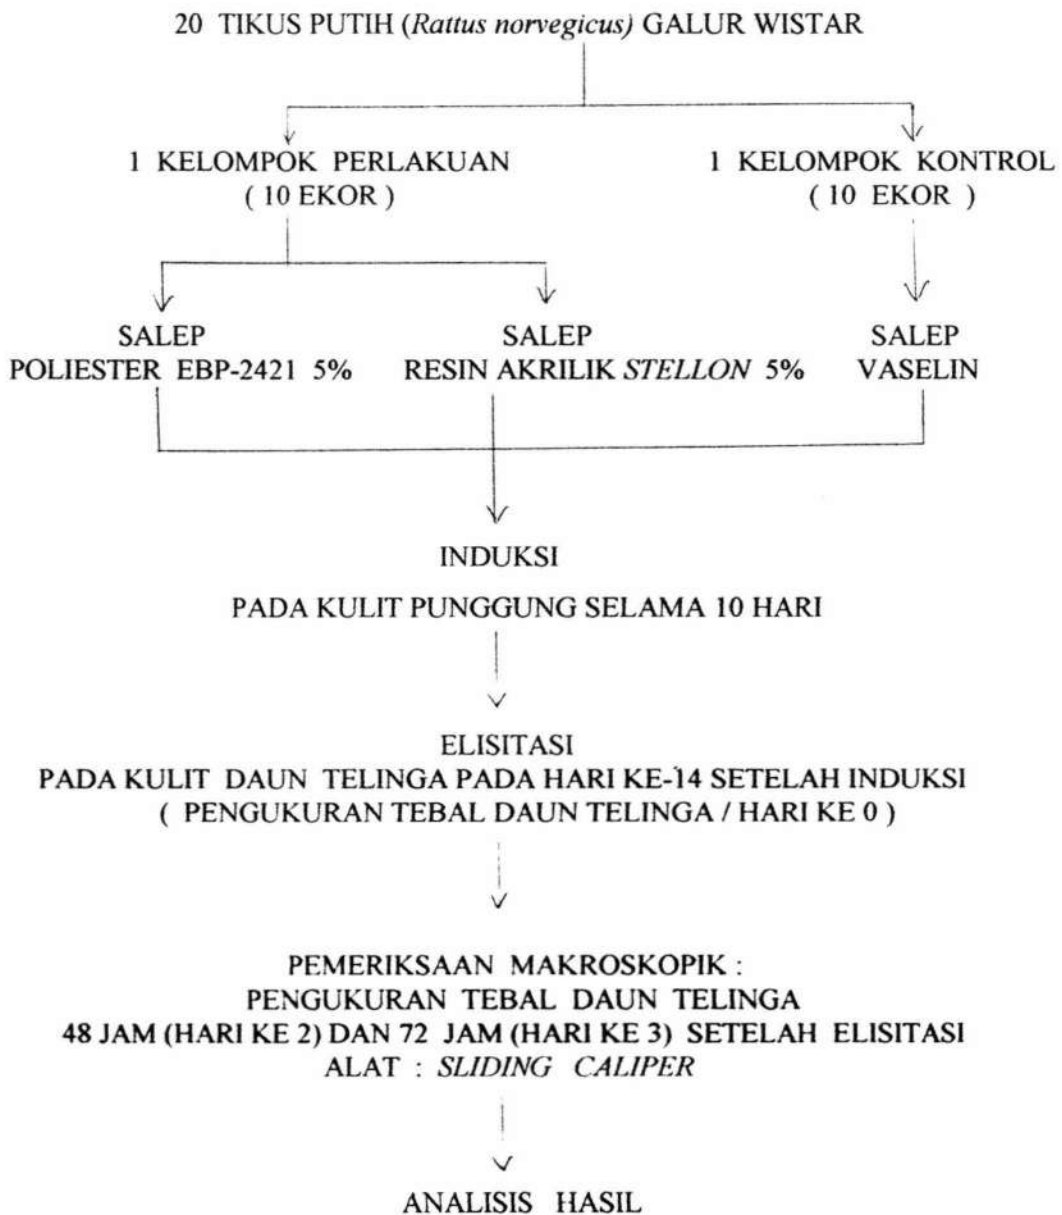 20 TIKUS PUTIH (Rattus norvegicus) GALUR WISTAR
1 KELOMPOK PERLAKUAN
( 10 EKOR )
1 KELOMPOK KONTROL
( 10 EKOR )
SALEP
POLIESTER EBP-2421 5%
SALEP
RESIN AKRILIK STELLON 5%
SALEP
VASELIN
INDUKSI
PADA KULIT PUNGGUNG SELAMA 10 HARI
ELISITASI
PADA KULIT DAUN TELINGA PADA HARI KE-14 SETELAH INDUKSI
( PENGUKURAN TEBAL DAUN TELINGA / HARI KE 0 )
PEMERIKSAAN MAKROSKOPIK :
PENGUKURAN TEBAL DAUN TELINGA
48 JAM (HARI KE 2) DAN 72 JAM (HARI KE 3) SETELAH ELISITASI
ALAT : SLIDING CALIPER
ANALISIS HASIL